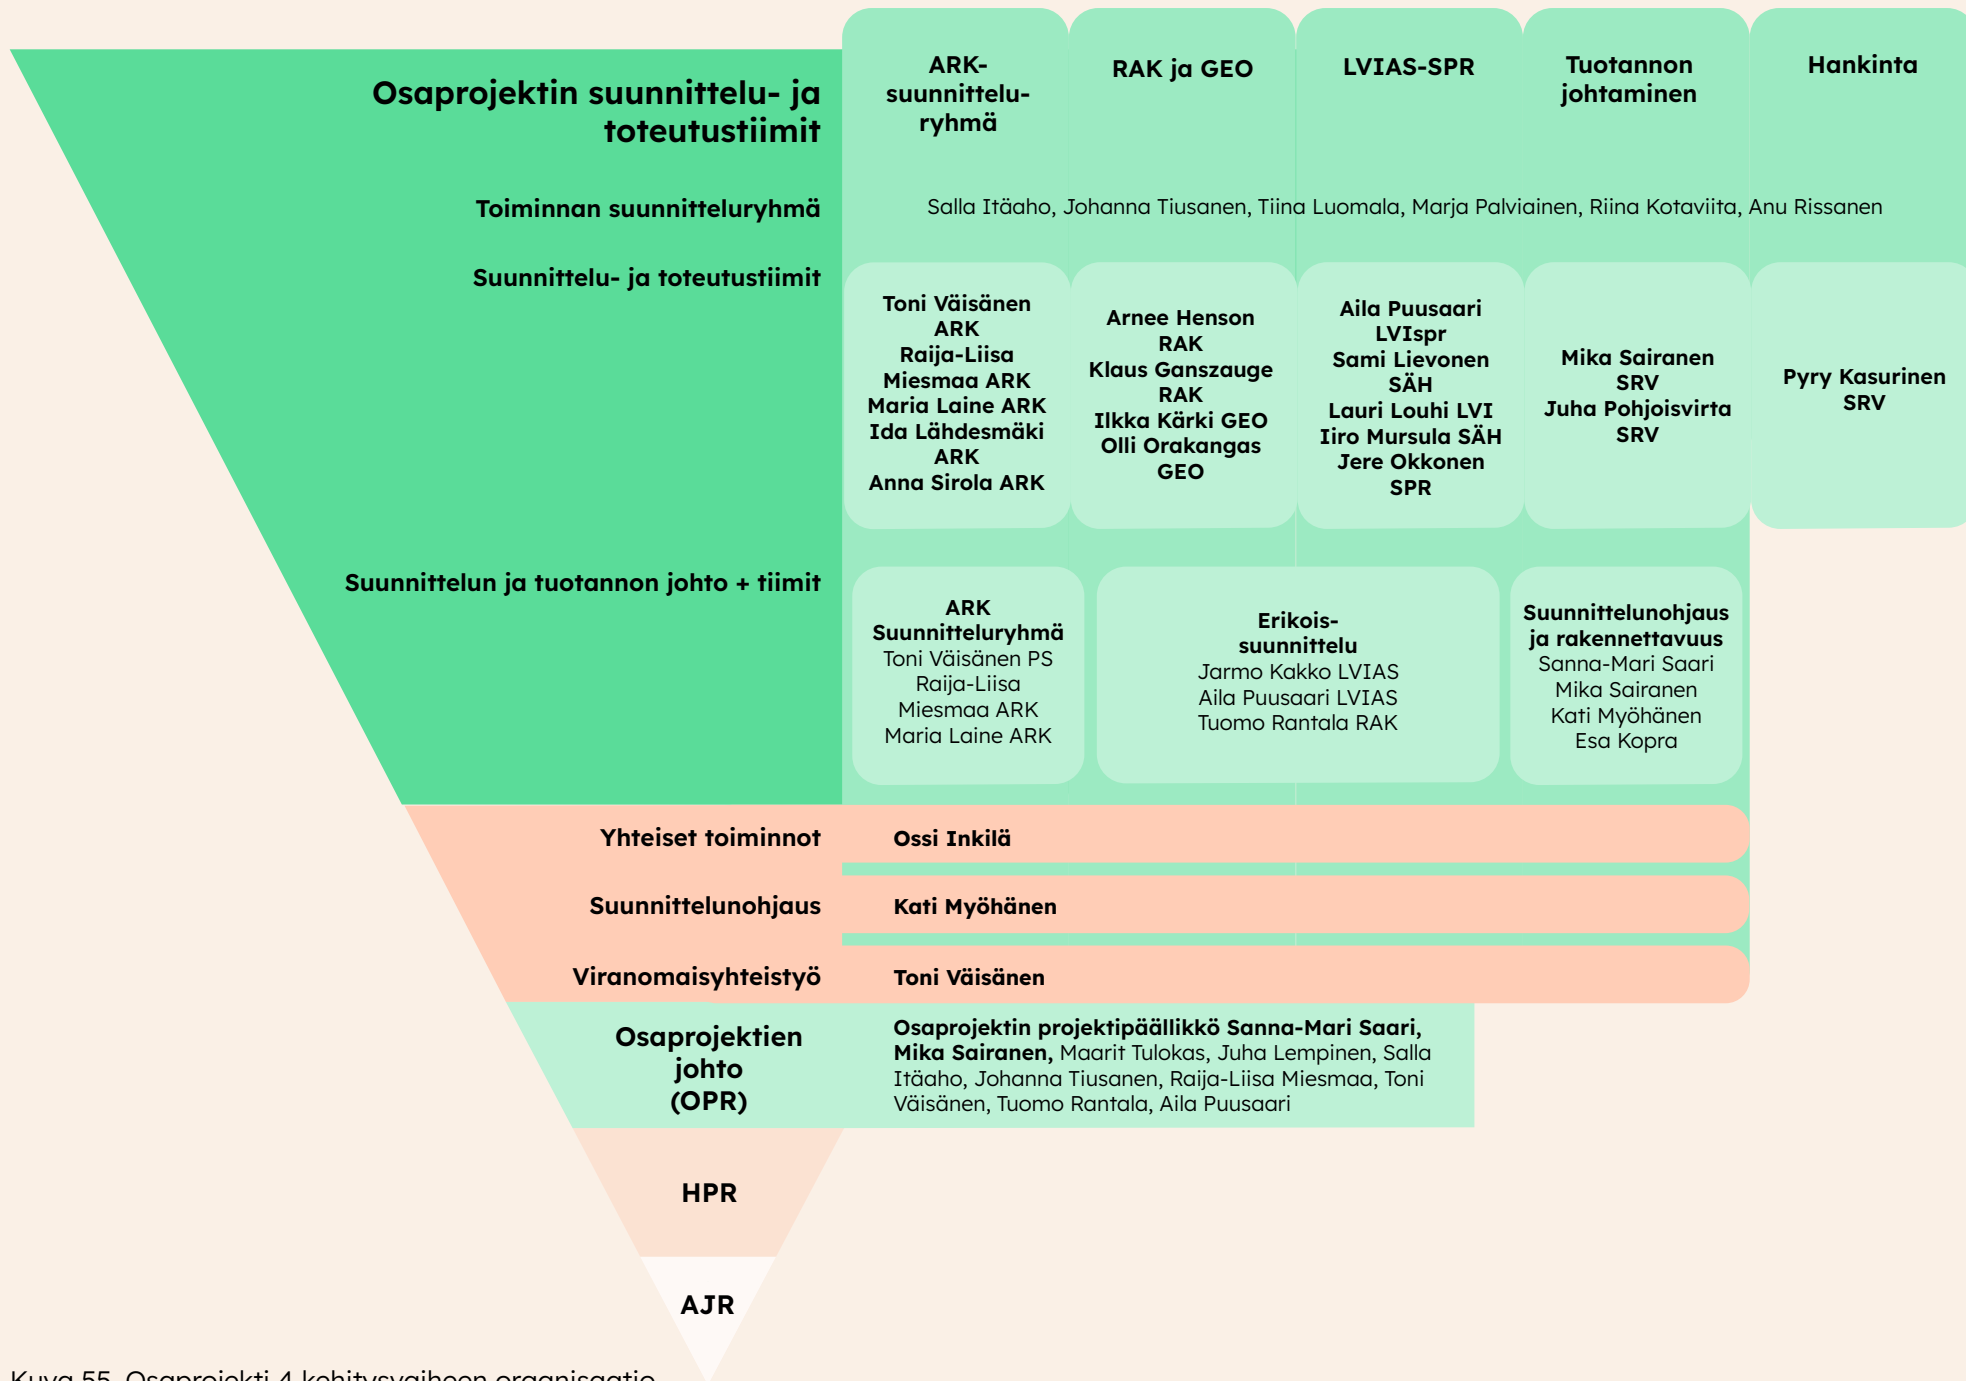 ARK-
suunnittelu-
ryhmä
RAK ja GEO
LVIAS-SPR
Tuotannon
johtaminen
Hankinta
Osaprojektin suunnittelu- ja
toteutustiimit
Toiminnan suunnitteluryhmä
Salla Itäaho, Johanna Tiusanen, Tiina Luomala, Marja Palviainen, Riina Kotaviita, Anu Rissanen
Suunnittelu- ja toteutustiimit
Toni Väisänen
ARK
Raija-Liisa
Miesmaa ARK
Maria Laine ARK
Ida Lähdesmäki
ARK
Anna Sirola ARK
Arnee Henson
RAK
Klaus Ganszauge
RAK
Ilkka Kärki GEO
Olli Orakangas
GEO
Aila Puusaari
LVIspr
Sami Lievonen
SÄH
Lauri Louhi LVI
Iiro Mursula SÄH
Jere Okkonen
SPR
Mika Sairanen
SRV
Juha Pohjoisvirta
SRV
Pyry Kasurinen
SRV
Suunnittelun ja tuotannon johto + tiimit
ARK
Suunnitteluryhmä
Toni Väisänen PS
Raija-Liisa
Miesmaa ARK
Maria Laine ARK
Erikois-
suunnittelu
Jarmo Kakko LVIAS
Aila Puusaari LVIAS
Tuomo Rantala RAK
Suunnittelunohjaus
ja rakennettavuus
Sanna-Mari Saari
Mika Sairanen
Kati Myöhänen
Esa Kopra
Yhteiset toiminnot
Ossi Inkilä
Suunnittelunohjaus
Kati Myöhänen
Viranomaisyhteistyö
Toni Väisänen
Osaprojektien
johto
(OPR)
Osaprojektin projektipäällikkö Sanna-Mari Saari,
Mika Sairanen, Maarit Tulokas, Juha Lempinen, Salla
Itäaho, Johanna Tiusanen, Raija-Liisa Miesmaa, Toni
Väisänen, Tuomo Rantala, Aila Puusaari
HPR
AJR
Kuva 55. Osaprojekti 4 kehitysvaiheen organisaatio